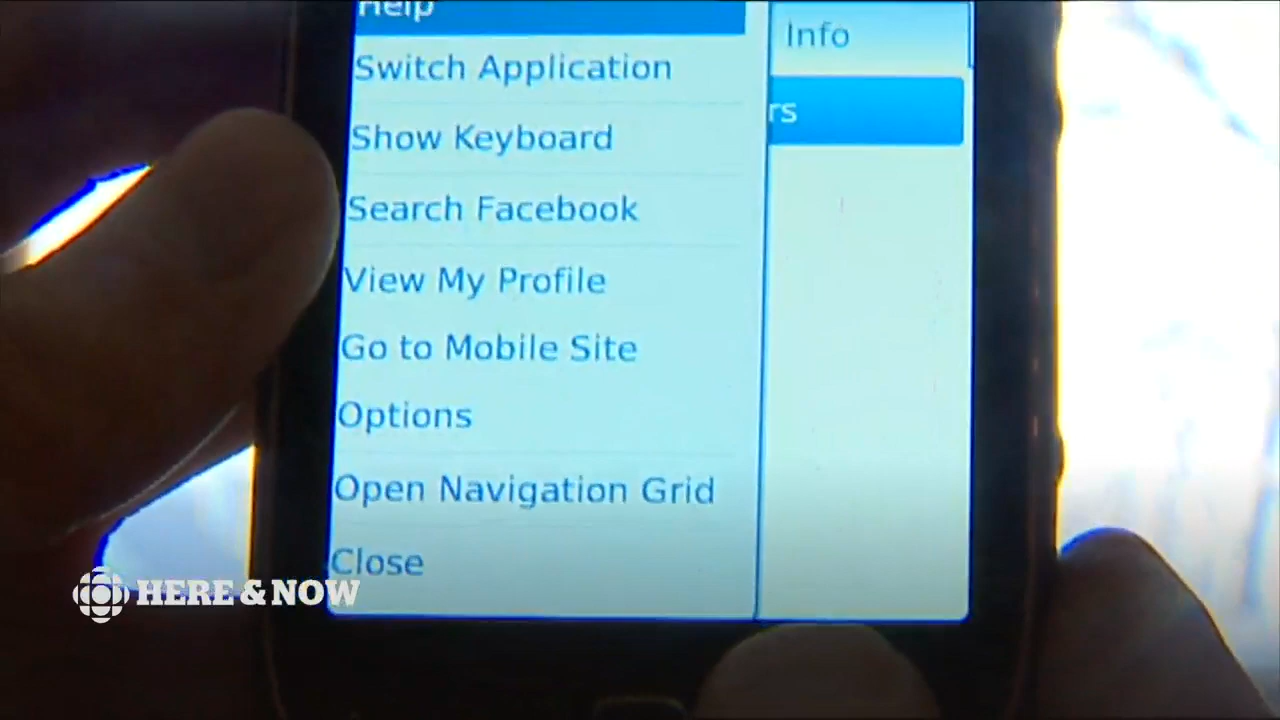 Help
Switch Application
Show Keyboard
Search Facebook
View My Profile
Go to Mobile Site
Options
Open Navigation Grid
Close
Info
HERE & NOW